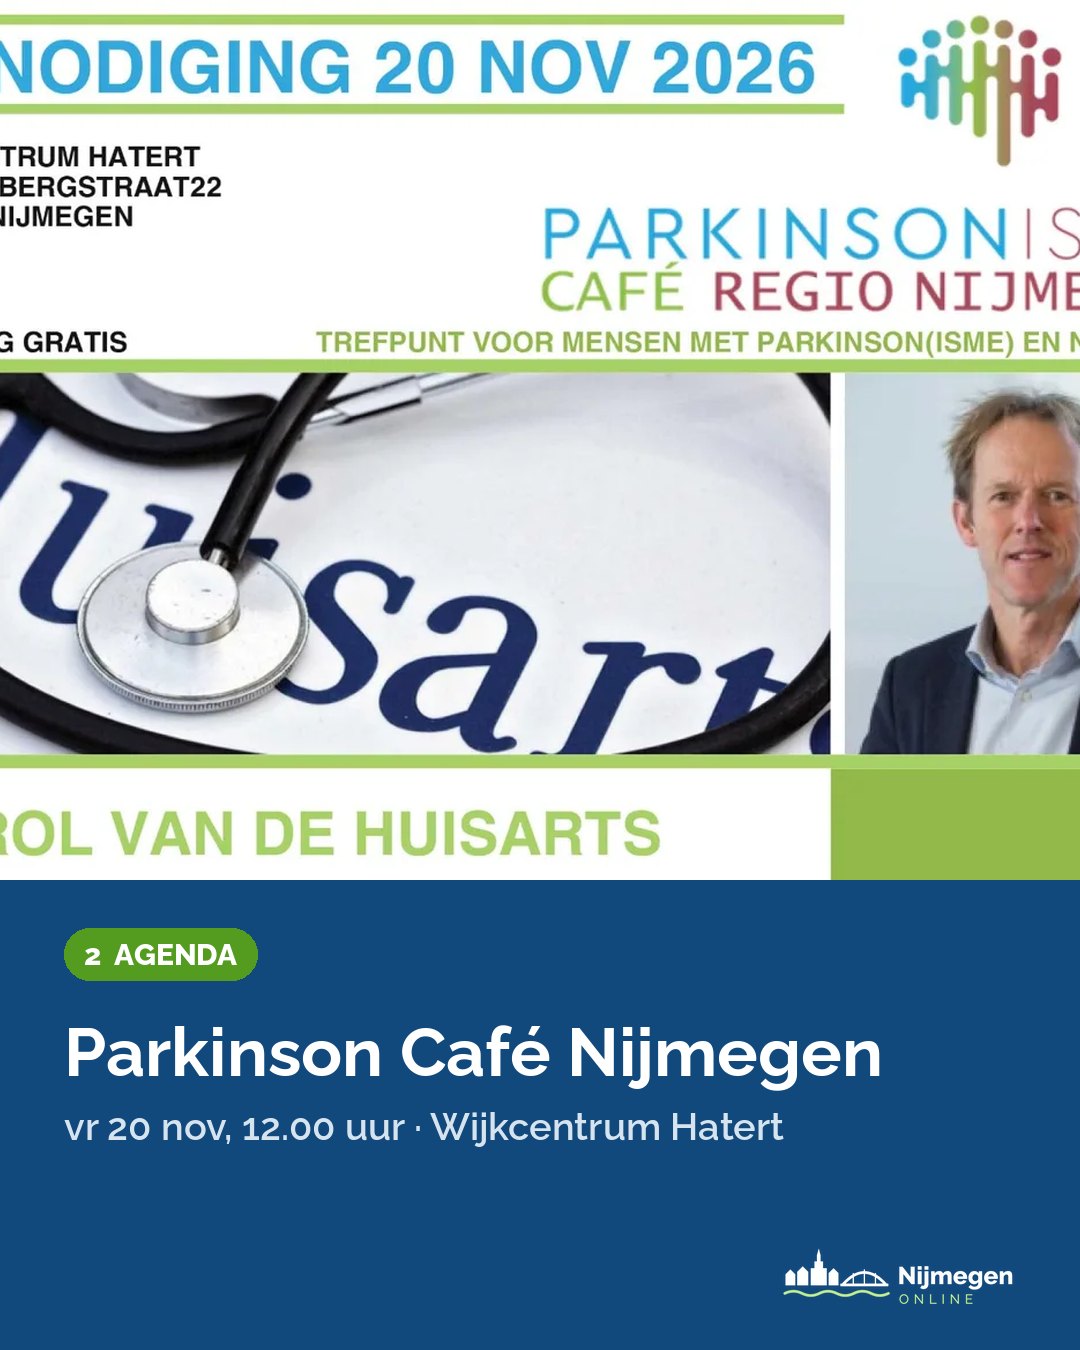 NODIGING 20 NOV 2026
TRUM HATERT
BERGSTRAAT22
NIJMEGEN
PARKINSONIS
CAFÉ REGIO NIJME
G GRATIS
TREFPUNT VOOR MENSEN MET PARKINSON(ISME) EN N
uisart
ROL VAN DE HUISARTS
2 AGENDA
Parkinson Café Nijmegen
vr 20 nov, 12.00 uur · Wijkcentrum Hatert
Nijmegen
ONLINE